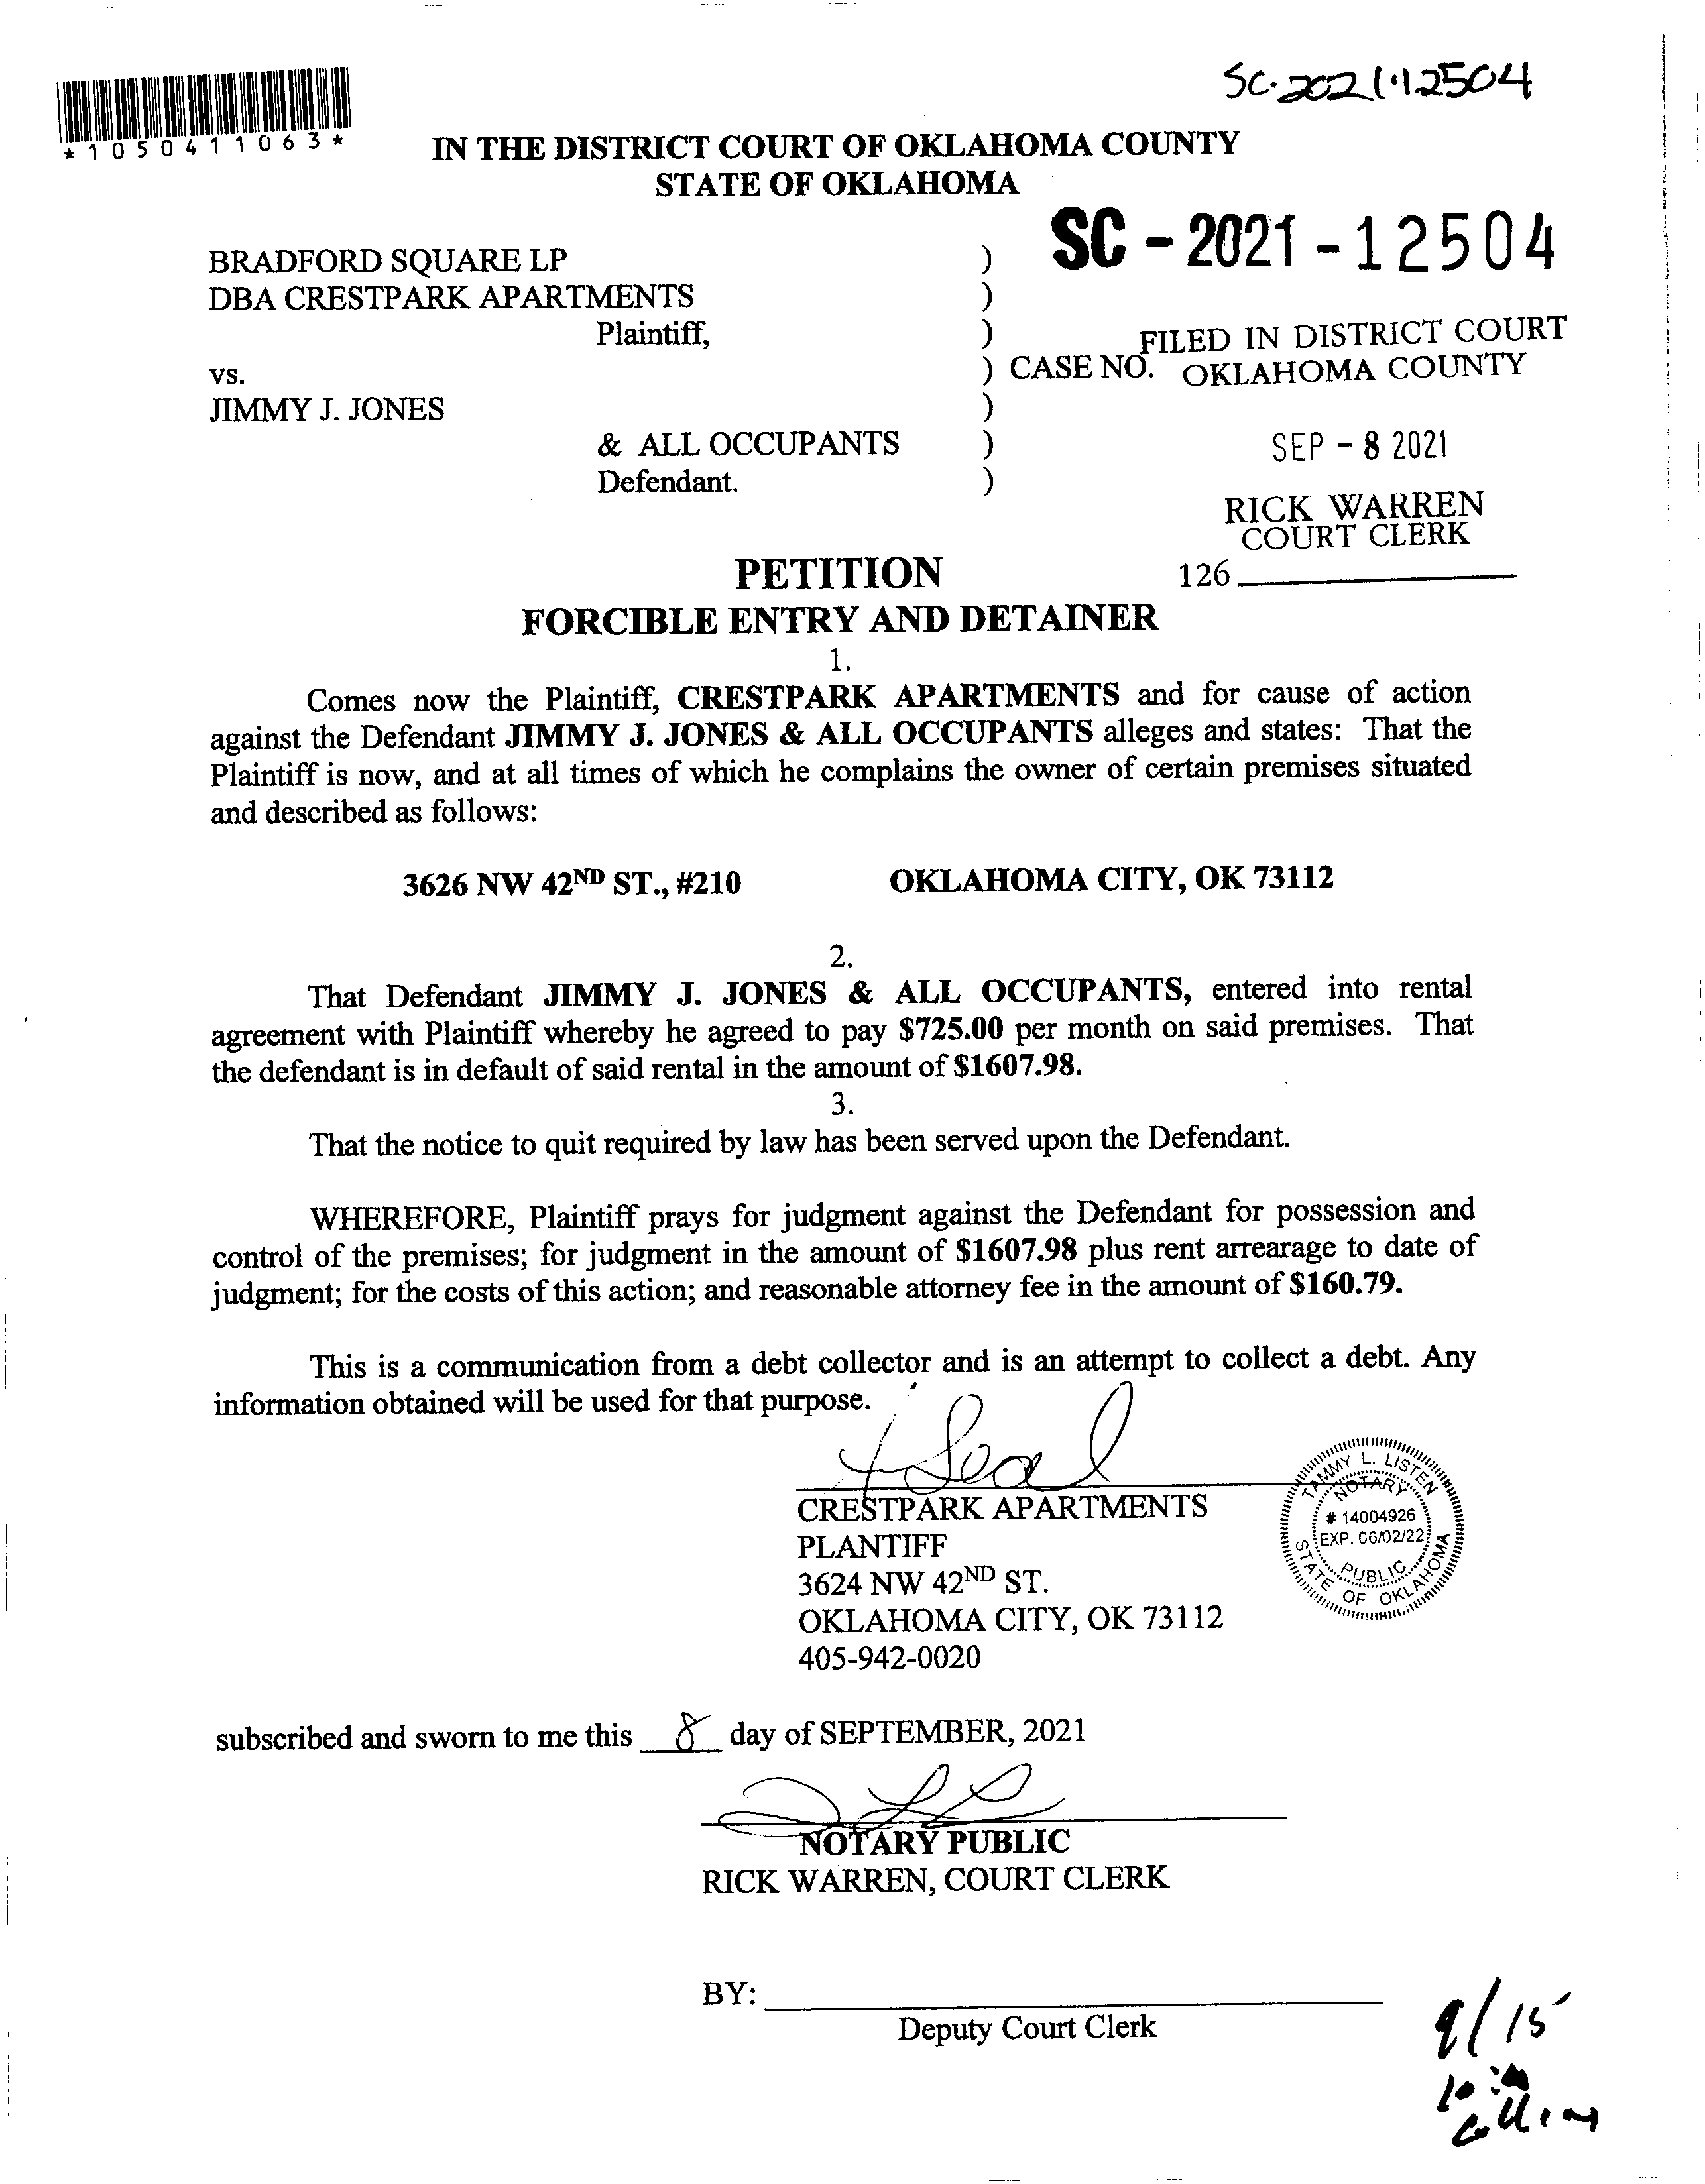 SC-2021-12504
*1050411063*
IN THE DISTRICT COURT OF OKLAHOMA COUNTY
STATE OF OKLAHOMA
SC - 2021 - 12504
BRADFORD SQUARE LP )
DBA CRESTPARK APARTMENTS )
Plaintiff, )
FILED IN DISTRICT COURT
vs. ) CASE NO. OKLAHOMA COUNTY
JIMMY J. JONES )
& ALL OCCUPANTS ) SEP - 8 2021
Defendant. )
RICK WARREN
COURT CLERK
PETITION 126
FORCIBLE ENTRY AND DETAINER
1.
Comes now the Plaintiff, CRESTPARK APARTMENTS and for cause of action
against the Defendant JIMMY J. JONES & ALL OCCUPANTS alleges and states: That the
Plaintiff is now, and at all times of which he complains the owner of certain premises situated
and described as follows:
3626 NW 42ND ST., #210 OKLAHOMA CITY, OK 73112
2.
That Defendant JIMMY J. JONES & ALL OCCUPANTS, entered into rental
agreement with Plaintiff whereby he agreed to pay $725.00 per month on said premises. That
the defendant is in default of said rental in the amount of $1607.98.
3.
That the notice to quit required by law has been served upon the Defendant.
WHEREFORE, Plaintiff prays for judgment against the Defendant for possession and
control of the premises; for judgment in the amount of $1607.98 plus rent arrearage to date of
judgment; for the costs of this action; and reasonable attorney fee in the amount of $160.79.
This is a communication from a debt collector and is an attempt to collect a debt. Any
information obtained will be used for that purpose.
CRESTPARK APARTMENTS
PLANTIFF
3624 NW 42ND ST.
OKLAHOMA CITY, OK 73112
405-942-0020
TAMMY L. LISTEN
NOTARY
# 14004926
EXP. 06/02/22
PUBLIC
STATE OF OKLAHOMA
subscribed and sworn to me this 8 day of SEPTEMBER, 2021
NOTARY PUBLIC
RICK WARREN, COURT CLERK
BY:
Deputy Court Clerk
9/15